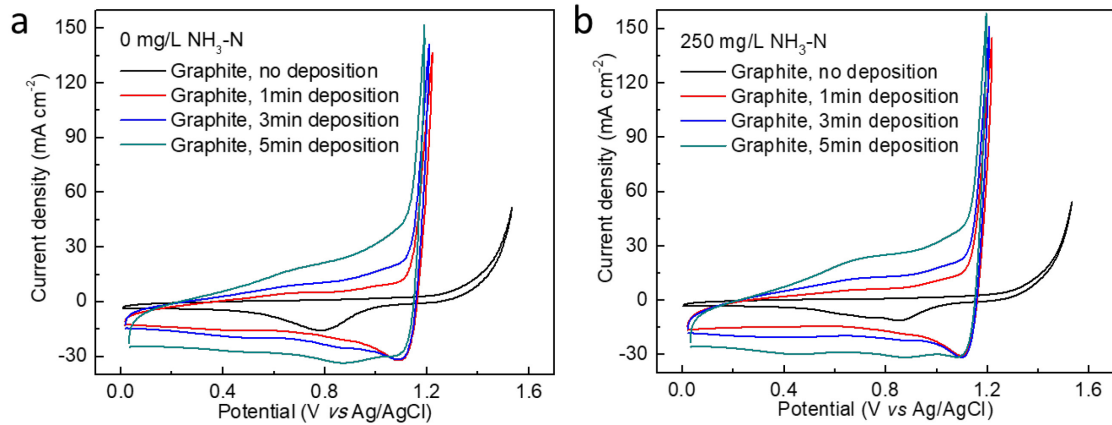 a
0 mg/L NH₃-N
Graphite, no deposition
Graphite, 1min deposition
Graphite, 3min deposition
Graphite, 5min deposition
150
120
90
60
30
0
-30
Current density (mA cm⁻²)
0.0 0.4 0.8 1.2 1.6
Potential (V vs Ag/AgCl)
b
250 mg/L NH₃-N
Graphite, no deposition
Graphite, 1min deposition
Graphite, 3min deposition
Graphite, 5min deposition
150
120
90
60
30
0
-30
Current density (mA cm⁻²)
0.0 0.4 0.8 1.2 1.6
Potential (V vs Ag/AgCl)